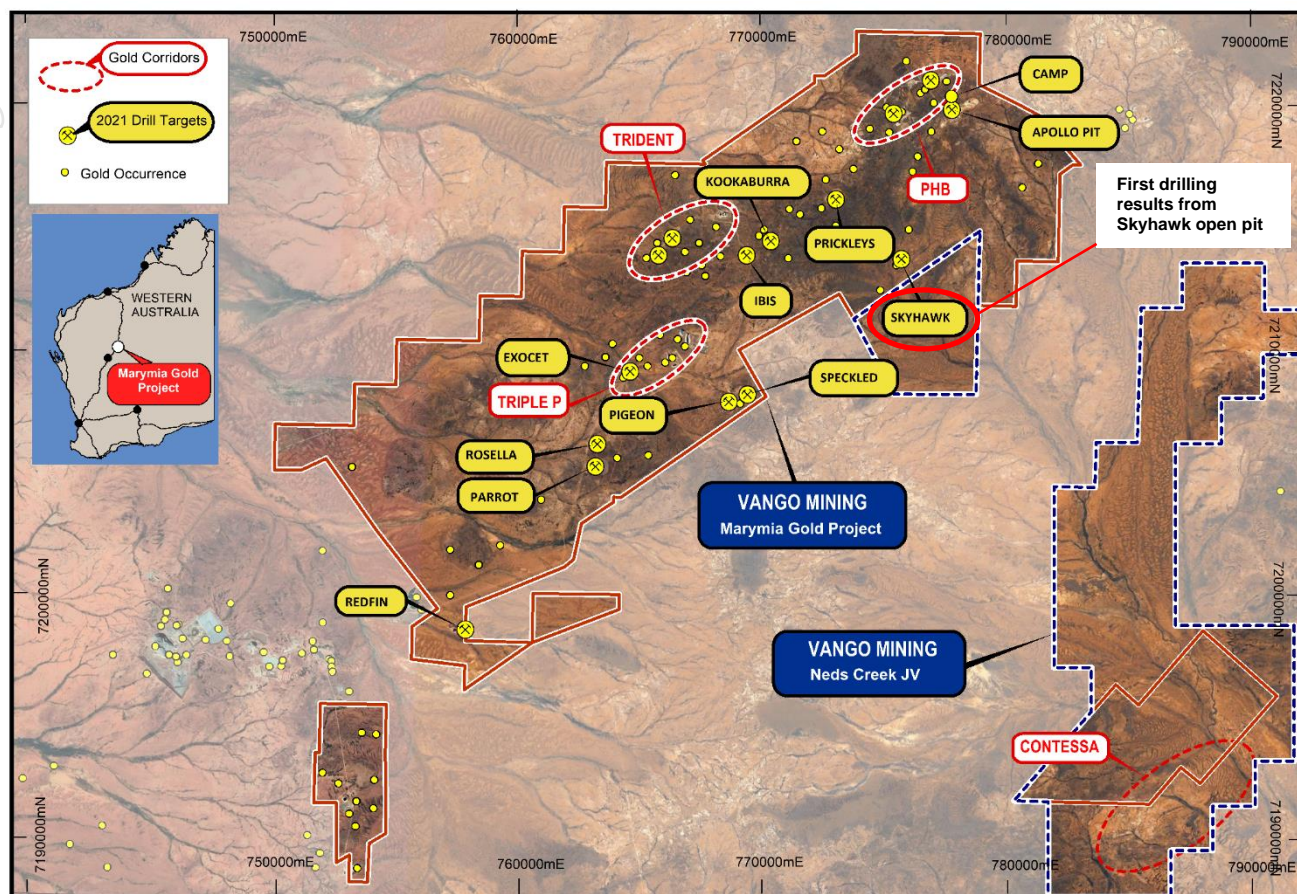 750000mE
760000mE
770000mE
780000mE
790000mE
Gold Corridors
2021 Drill Targets
Gold Occurrence
WESTERN
AUSTRALIA
Marymia Gold
Project
CAMP
7220000mN
APOLLO PIT
TRIDENT
PHB
KOOKABURRA
First drilling
results from
Skyhawk open pit
PRICKLEYS
IBIS
SKYHAWK
7210000mN
EXOCET
SPECKLED
TRIPLE P
PIGEON
ROSELLA
PARROT
VANGO MINING
Marymia Gold Project
7200000mN
7200000mN
REDFIN
VANGO MINING
Neds Creek JV
CONTESSA
7190000mN
7190000mN
750000mE
760000mE
770000mE
780000mE
790000mE